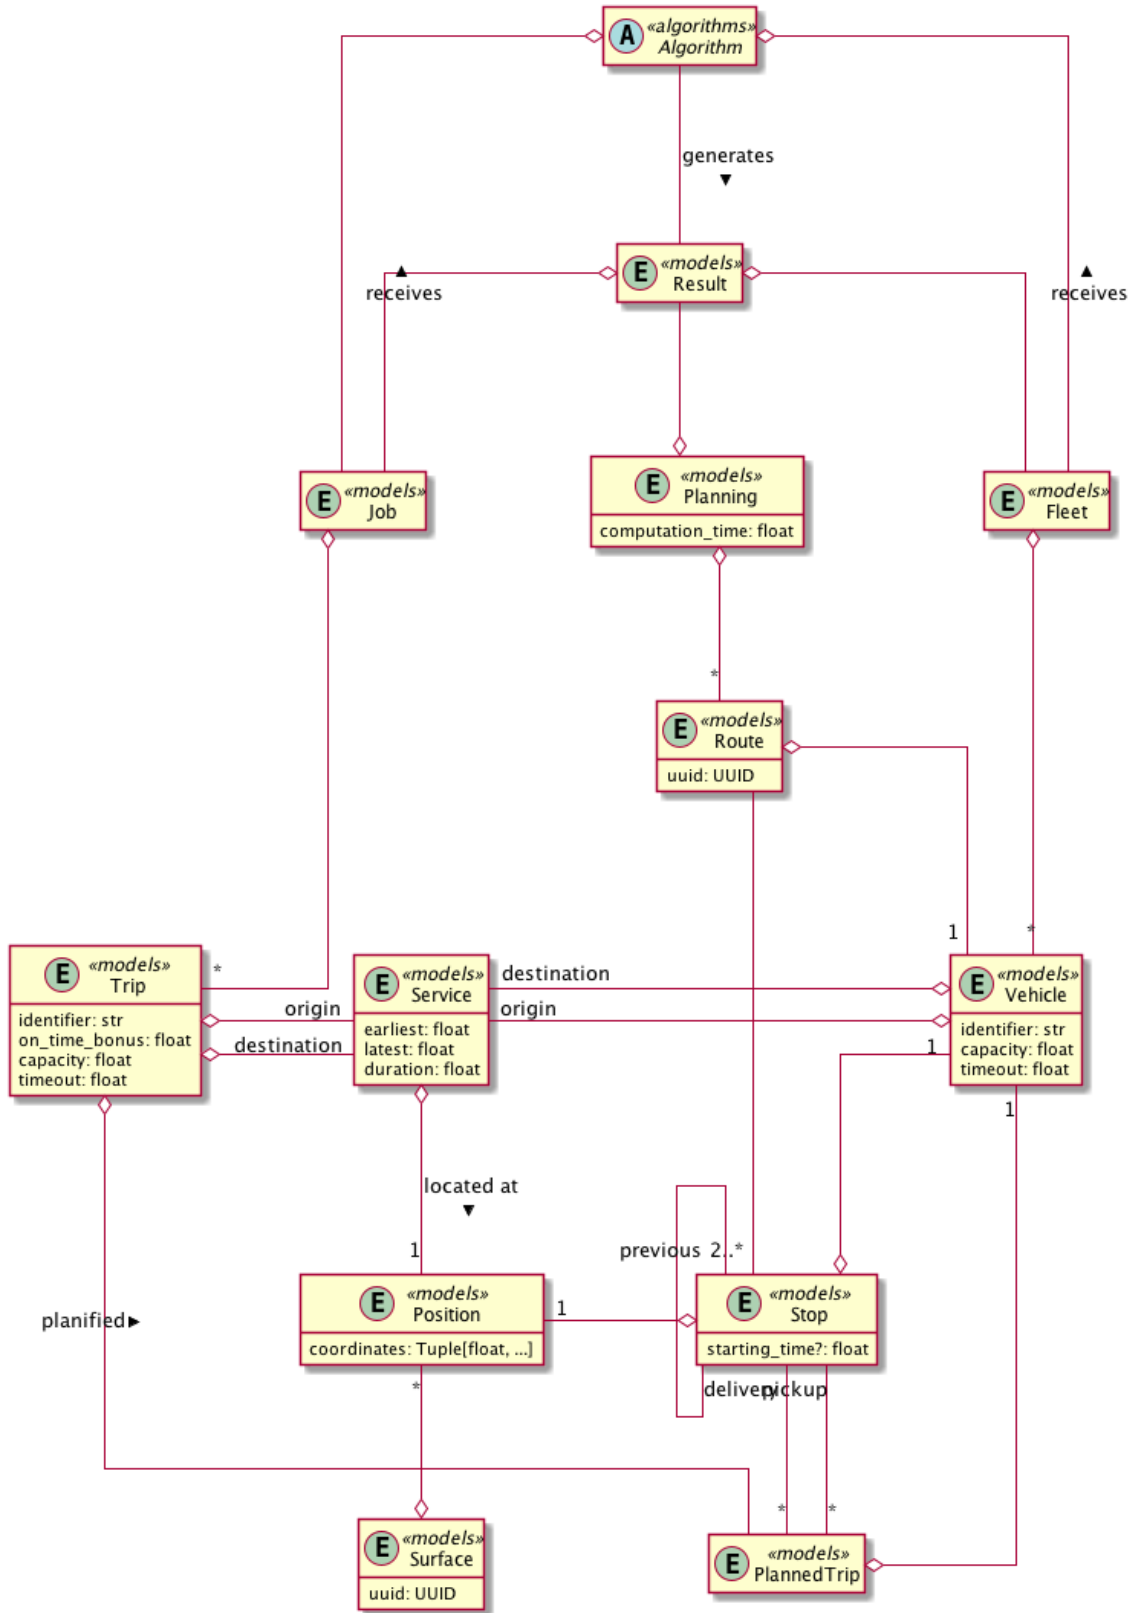 A «algorithms»
Algorithm
generates
▼
E «models»
Result
▲
receives
▲
receives
E «models»
Job
E «models»
Planning
computation_time: float
E «models»
Fleet
*
E «models»
Route
uuid: UUID
1
*
E «models»
Trip
identifier: str
on_time_bonus: float
capacity: float
timeout: float
*
origin
destination
E «models»
Service
earliest: float
latest: float
duration: float
destination
origin
E «models»
Vehicle
identifier: str
capacity: float
timeout: float
1
1
located at
▼
1
previous 2..*
E «models»
Position
coordinates: Tuple[float, ...]
1
E «models»
Stop
starting_time?: float
planified►
*
delivery
pickup
*
*
E «models»
Surface
uuid: UUID
E «models»
PlannedTrip